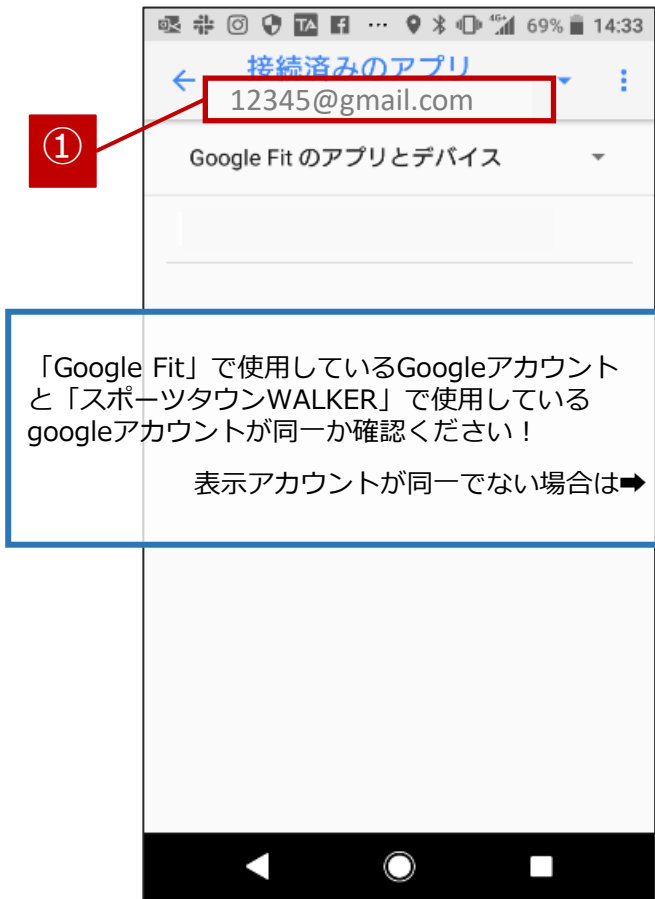 69% 14:33
接続済みのアプリ
12345@gmail.com
①
Google Fit のアプリとデバイス
「Google Fit」で使用しているGoogleアカウント
と「スポーツタウンWALKER」で使用している
googleアカウントが同一か確認ください！
表示アカウントが同一でない場合は➡